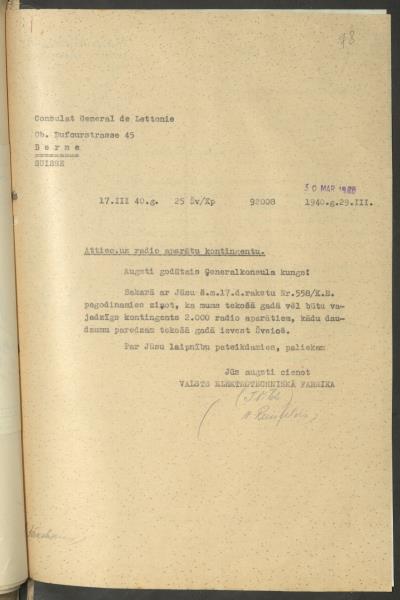 78
Consulat General de Lettonie
Ob. Dufourstrasse 45
Berne
SUISSE
30 MAR
17.III 40.g. 25 Šv/Kp 92008 1940.g.29.III.
Attiec.uz radio aparātu kontingentu.
Augsti godātais Ģeneralkonsula kungs!
Sakarā ar Jūsu š.m.17.d.rakstu Nr.558/K.B.
pagodinamies ziņot, ka mums tekošā gadā vēl būtu va-
jadzīgs kontingents 2.000 radio aparātiem, kādu dau-
dzumu paredzam tekošā gadā ievest Šveicē.
Par Jūsu laipnību pateikdamies, paliekam
Jūs augsti cienot
VALSTS ELEKTROTECHNISKĀ FABRIKA